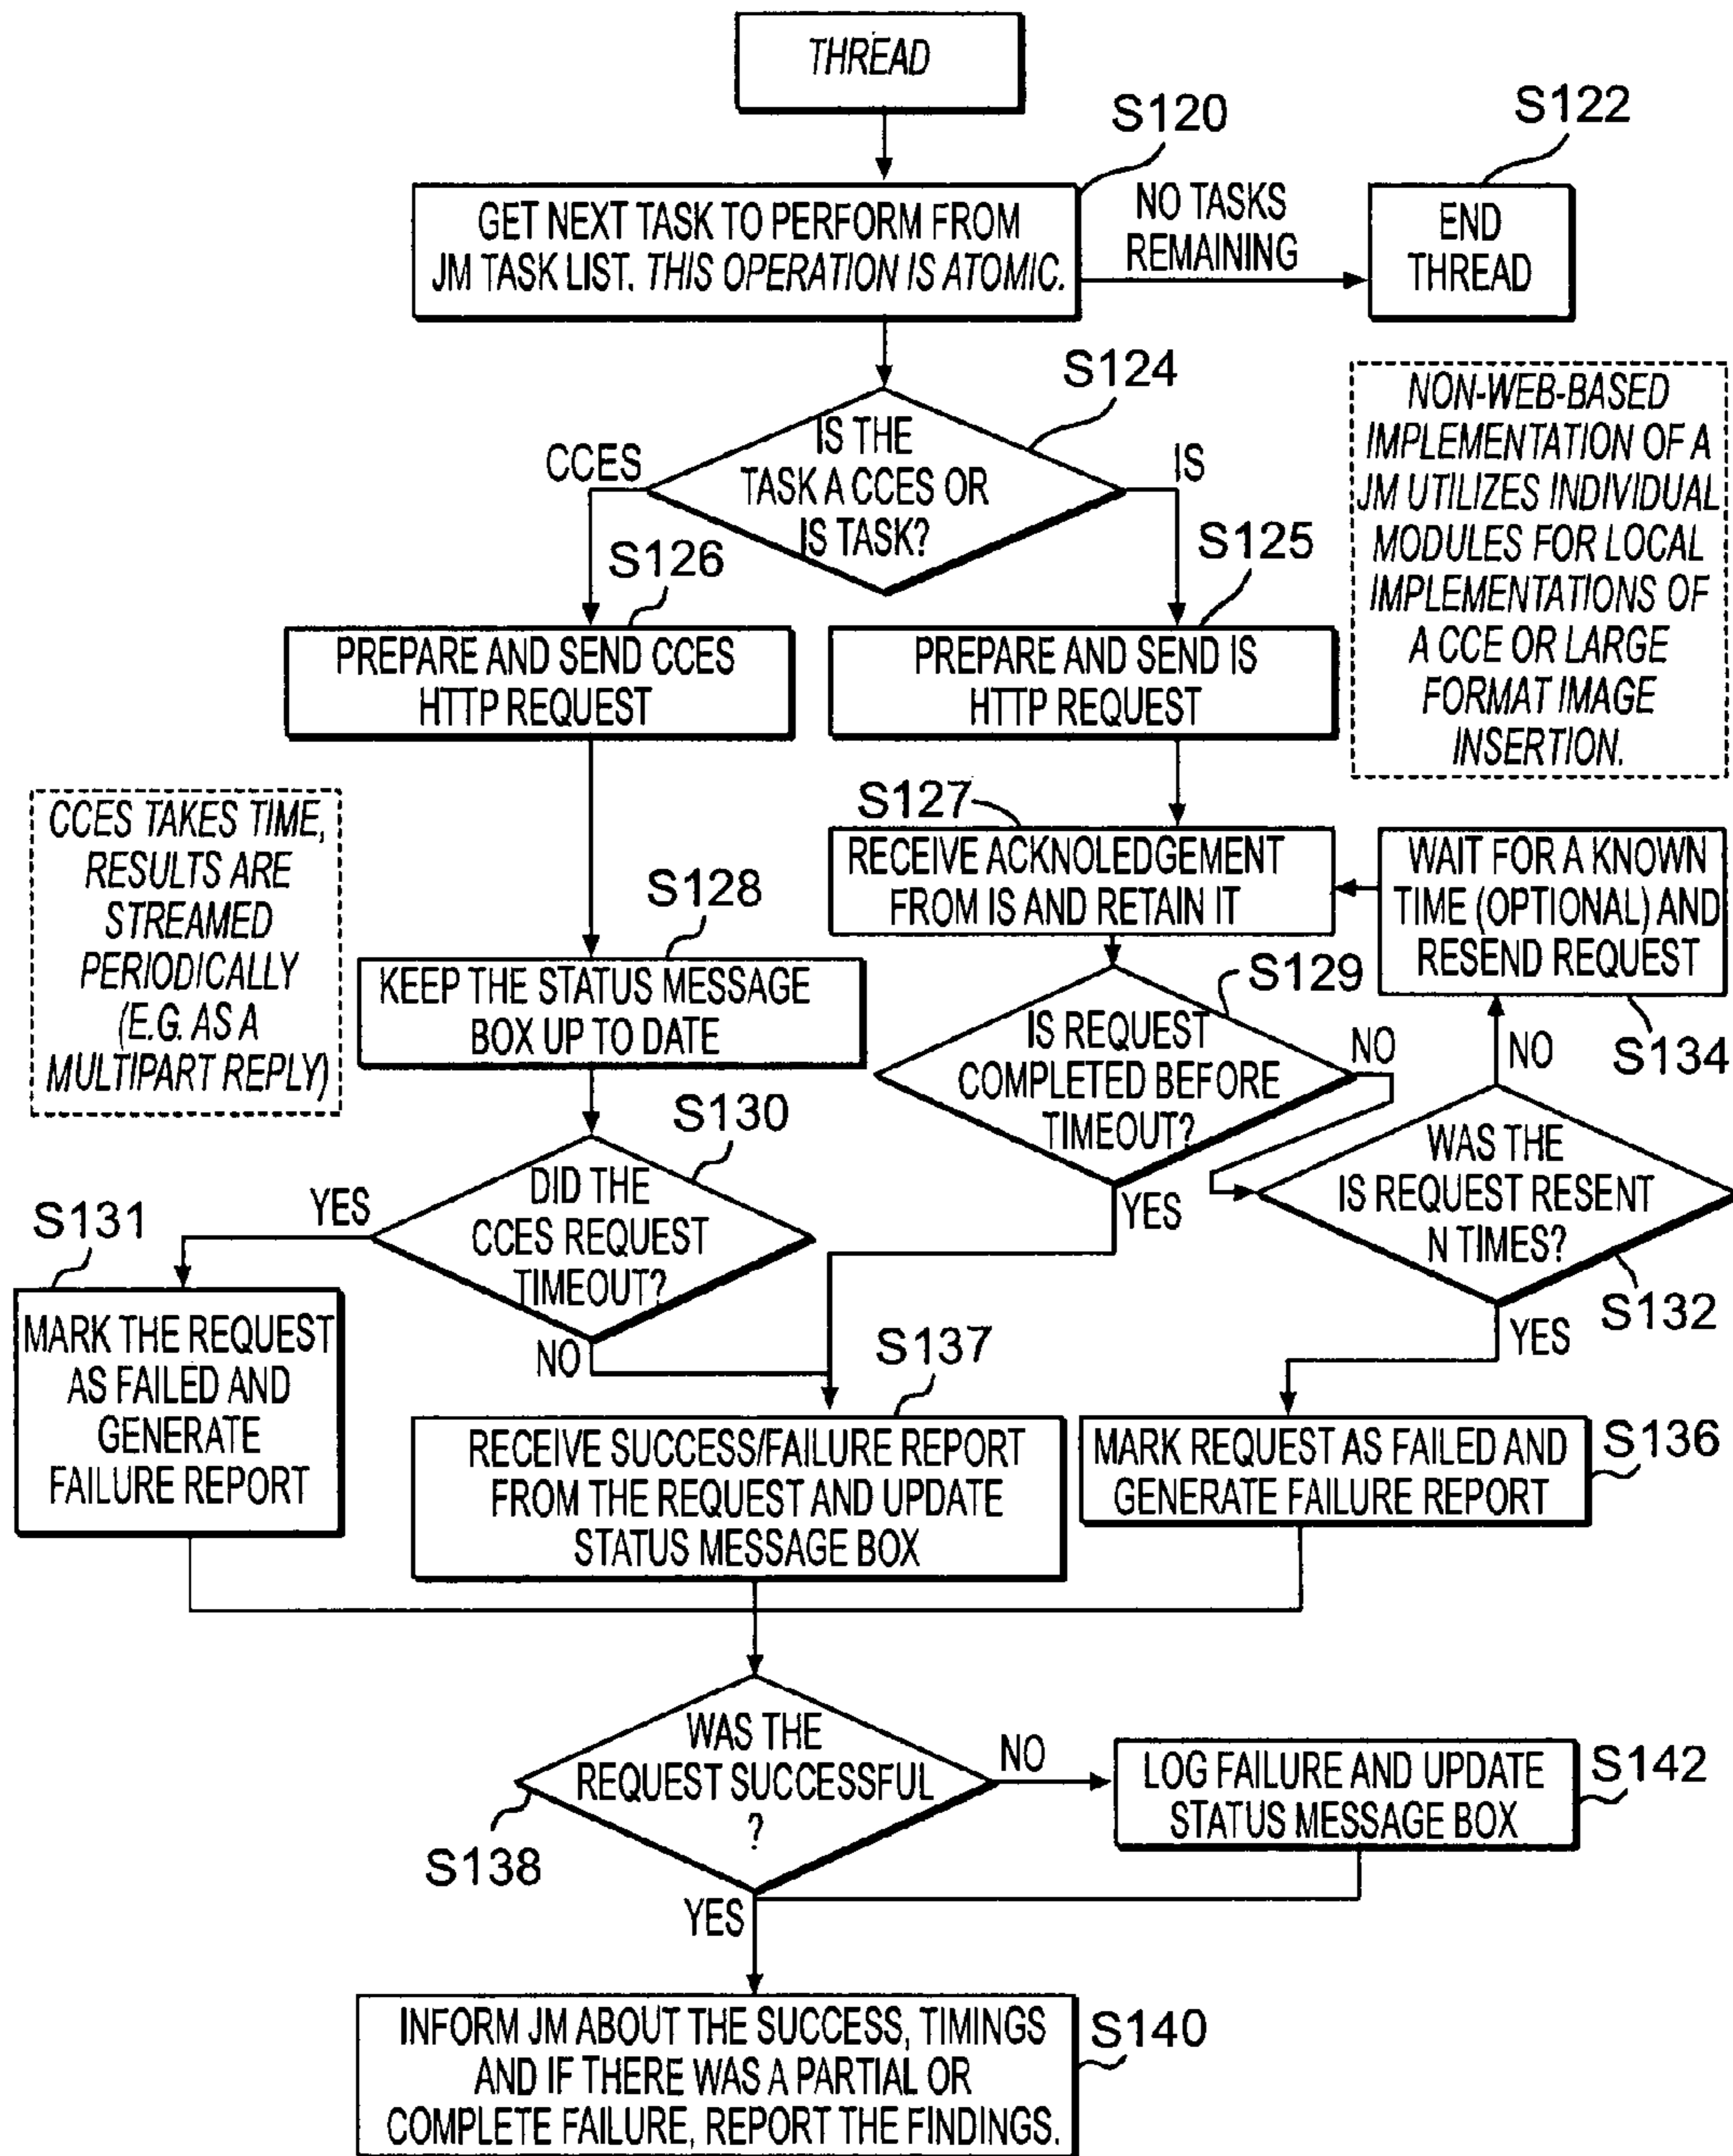 THREAD
S120
S122
GET NEXT TASK TO PERFORM FROM
JM TASK LIST. THIS OPERATION IS ATOMIC.
NO TASKS
REMAINING
END
THREAD
S124
IS THE
TASK A CCES OR
IS TASK?
CCES
IS
NON-WEB-BASED
IMPLEMENTATION OF A
JM UTILIZES INDIVIDUAL
MODULES FOR LOCAL
IMPLEMENTATIONS OF
A CCE OR LARGE
FORMAT IMAGE
INSERTION.
S126
S125
PREPARE AND SEND CCES
HTTP REQUEST
PREPARE AND SEND IS
HTTP REQUEST
CCES TAKES TIME,
RESULTS ARE
STREAMED
PERIODICALLY
(E.G. AS A
MULTIPART REPLY)
S127
RECEIVE ACKNOLEDGEMENT
FROM IS AND RETAIN IT
WAIT FOR A KNOWN
TIME (OPTIONAL) AND
RESEND REQUEST
S134
S128
KEEP THE STATUS MESSAGE
BOX UP TO DATE
S129
IS REQUEST
COMPLETED BEFORE
TIMEOUT?
NO
YES
NO
WAS THE
IS REQUEST RESENT
N TIMES?
S132
YES
S130
DID THE
CCES REQUEST
TIMEOUT?
YES
NO
S131
MARK THE REQUEST
AS FAILED AND
GENERATE
FAILURE REPORT
S137
RECEIVE SUCCESS/FAILURE REPORT
FROM THE REQUEST AND UPDATE
STATUS MESSAGE BOX
MARK REQUEST AS FAILED AND
GENERATE FAILURE REPORT
S136
WAS THE
REQUEST SUCCESSFUL
?
S138
NO
YES
LOG FAILURE AND UPDATE
STATUS MESSAGE BOX
S142
INFORM JM ABOUT THE SUCCESS, TIMINGS
AND IF THERE WAS A PARTIAL OR
COMPLETE FAILURE, REPORT THE FINDINGS.
S140